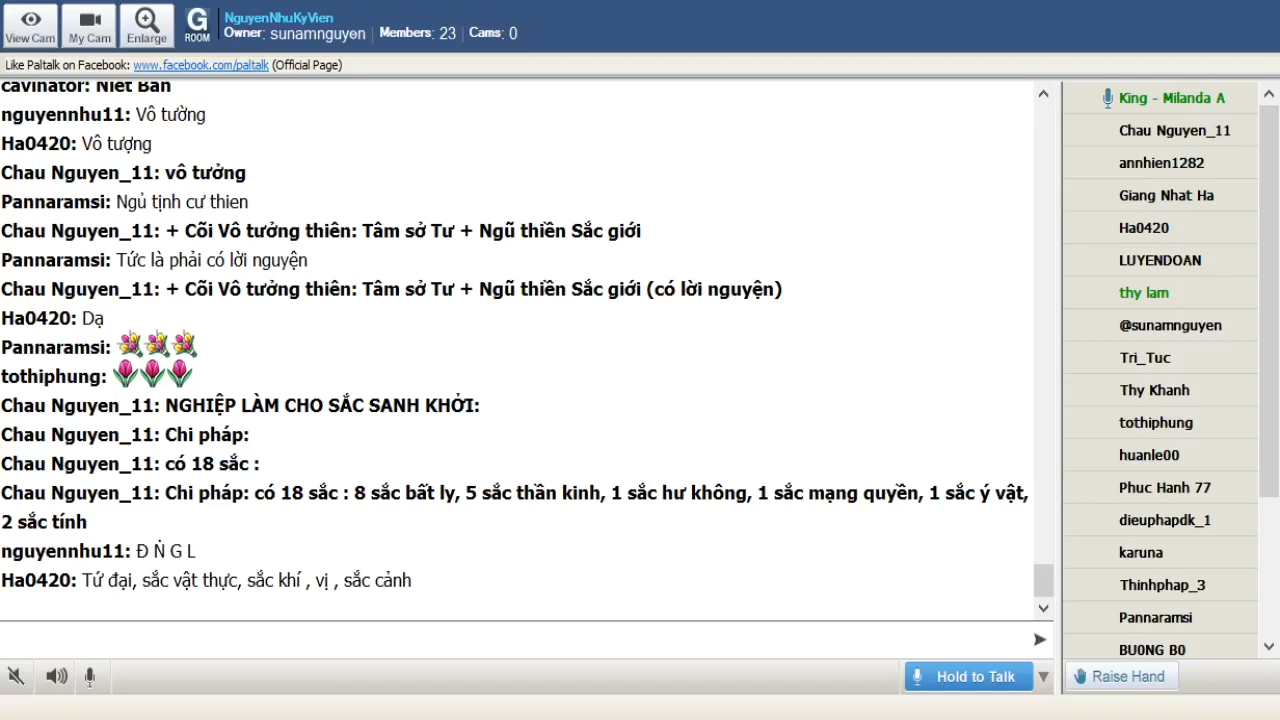 View Cam
My Cam
Enlarge
G
ROOM
NguyenNhuKyVien
Owner: sunamnguyen | Members: 23 | Cams: 0
Like Paltalk on Facebook: www.facebook.com/paltalk (Official Page)
cavinator: Niet Ban
nguyennhu11: Vô tường
Ha0420: Vô tượng
Chau Nguyen_11: vô tưởng
Pannaramsi: Ngủ tịnh cư thien
Chau Nguyen_11: + Cõi Vô tưởng thiên: Tâm sở Tư + Ngũ thiền Sắc giới
Pannaramsi: Tức là phải có lời nguyện
Chau Nguyen_11: + Cõi Vô tưởng thiên: Tâm sở Tư + Ngũ thiền Sắc giới (có lời nguyện)
Ha0420: Dạ
Pannaramsi:
tothiphung:
Chau Nguyen_11: NGHIỆP LÀM CHO SẮC SANH KHỞI:
Chau Nguyen_11: Chi pháp:
Chau Nguyen_11: có 18 sắc :
Chau Nguyen_11: Chi pháp: có 18 sắc : 8 sắc bất ly, 5 sắc thần kinh, 1 sắc hư không, 1 sắc mạng quyền, 1 sắc ý vật,
2 sắc tính
nguyennhu11: Đ Ṅ G L
Ha0420: Tứ đại, sắc vật thực, sắc khí , vị , sắc cảnh
Hold to Talk
King - Milanda A
Chau Nguyen_11
annhien1282
Giang Nhat Ha
Ha0420
LUYENDOAN
thy lam
@sunamnguyen
Tri_Tuc
Thy Khanh
tothiphung
huanle00
Phuc Hanh 77
dieuphapdk_1
karuna
Thinhphap_3
Pannaramsi
BU0NG B0
Raise Hand